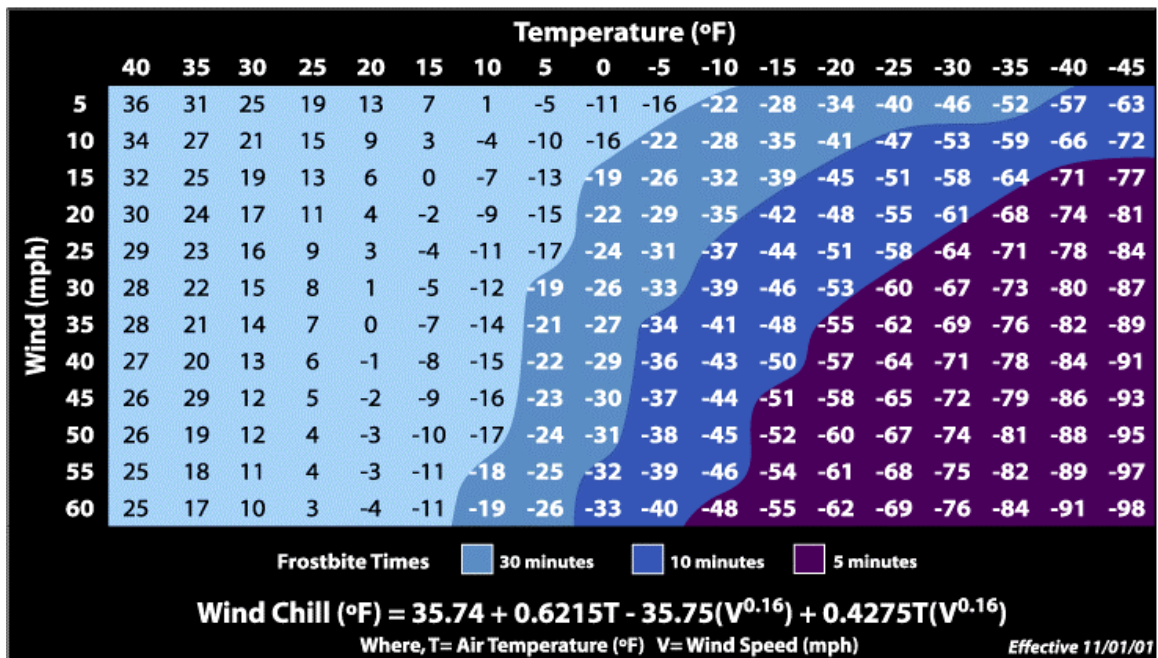 Temperature (ºF)
40 35 30 25 20 15 10 5 0 -5 -10 -15 -20 -25 -30 -35 -40 -45
5 36 31 25 19 13 7 1 -5 -11 -16 -22 -28 -34 -40 -46 -52 -57 -63
10 34 27 21 15 9 3 -4 -10 -16 -22 -28 -35 -41 -47 -53 -59 -66 -72
15 32 25 19 13 6 0 -7 -13 -19 -26 -32 -39 -45 -51 -58 -64 -71 -77
20 30 24 17 11 4 -2 -9 -15 -22 -29 -35 -42 -48 -55 -61 -68 -74 -81
25 29 23 16 9 3 -4 -11 -17 -24 -31 -37 -44 -51 -58 -64 -71 -78 -84
30 28 22 15 8 1 -5 -12 -19 -26 -33 -39 -46 -53 -60 -67 -73 -80 -87
35 28 21 14 7 0 -7 -14 -21 -27 -34 -41 -48 -55 -62 -69 -76 -82 -89
40 27 20 13 6 -1 -8 -15 -22 -29 -36 -43 -50 -57 -64 -71 -78 -84 -91
45 26 29 12 5 -2 -9 -16 -23 -30 -37 -44 -51 -58 -65 -72 -79 -86 -93
50 26 19 12 4 -3 -10 -17 -24 -31 -38 -45 -52 -60 -67 -74 -81 -88 -95
55 25 18 11 4 -3 -11 -18 -25 -32 -39 -46 -54 -61 -68 -75 -82 -89 -97
60 25 17 10 3 -4 -11 -19 -26 -33 -40 -48 -55 -62 -69 -76 -84 -91 -98
Wind (mph)
Frostbite Times 30 minutes 10 minutes 5 minutes
Wind Chill (ºF) = 35.74 + 0.6215T - 35.75(V^0.16) + 0.4275T(V^0.16)
Where, T= Air Temperature (ºF) V= Wind Speed (mph) Effective 11/01/01